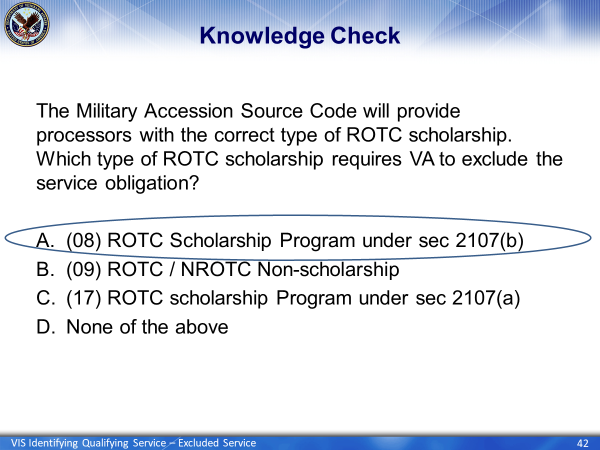 Knowledge Check
The Military Accession Source Code will provide
processors with the correct type of ROTC scholarship.
Which type of ROTC scholarship requires VA to exclude the
service obligation?
A. (08) ROTC Scholarship Program under sec 2107(b)
B. (09) ROTC / NROTC Non-scholarship
C. (17) ROTC scholarship Program under sec 2107(a)
D. None of the above
VIS Identifying Qualifying Service – Excluded Service
42